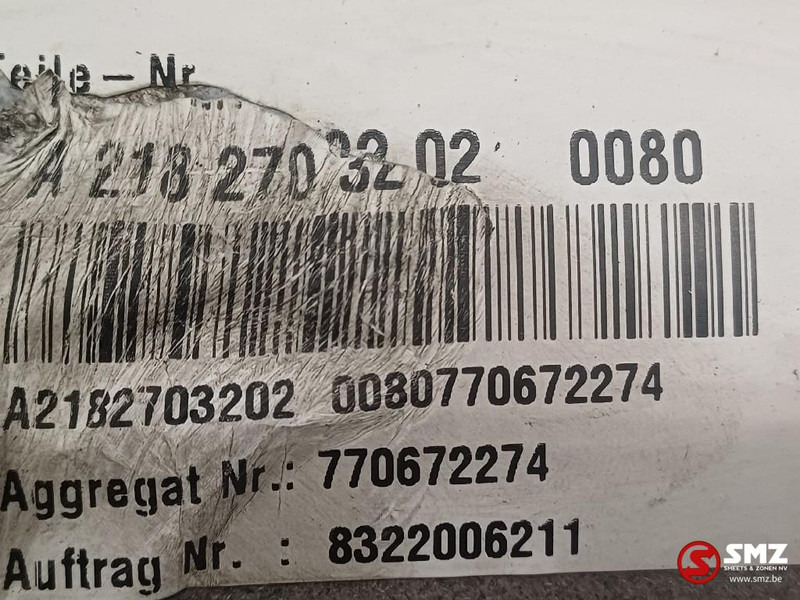 Teile-Nr
A 218 270 32 02 0080
A2182703202 0080770672274
Aggregat Nr.: 770672274
Auftrag Nr. : 8322006211
SMZ
SMEETS & ZONEN NV
www.smz.be